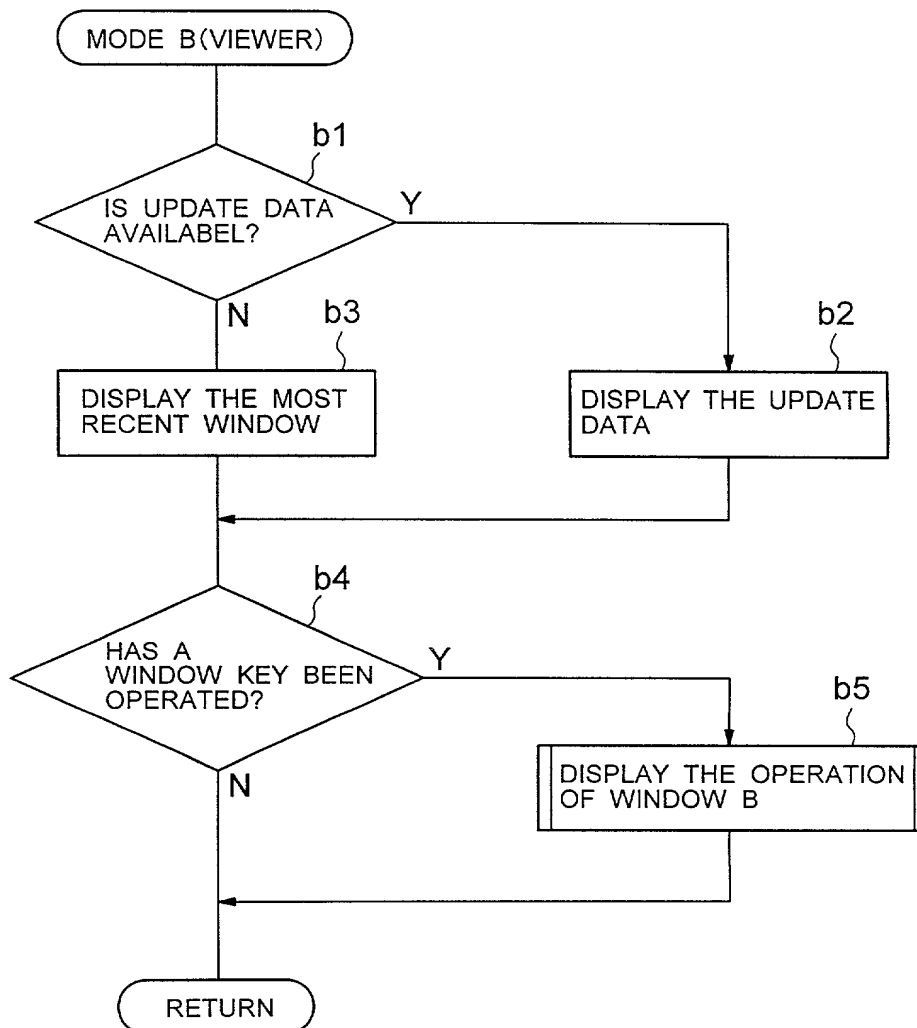 MODE B(VIEWER)
b1
IS UPDATE DATA
AVAILABEL?
Y
N
b3
DISPLAY THE MOST
RECENT WINDOW
b2
DISPLAY THE UPDATE
DATA
b4
HAS A
WINDOW KEY BEEN
OPERATED?
Y
N
b5
DISPLAY THE OPERATION
OF WINDOW B
RETURN